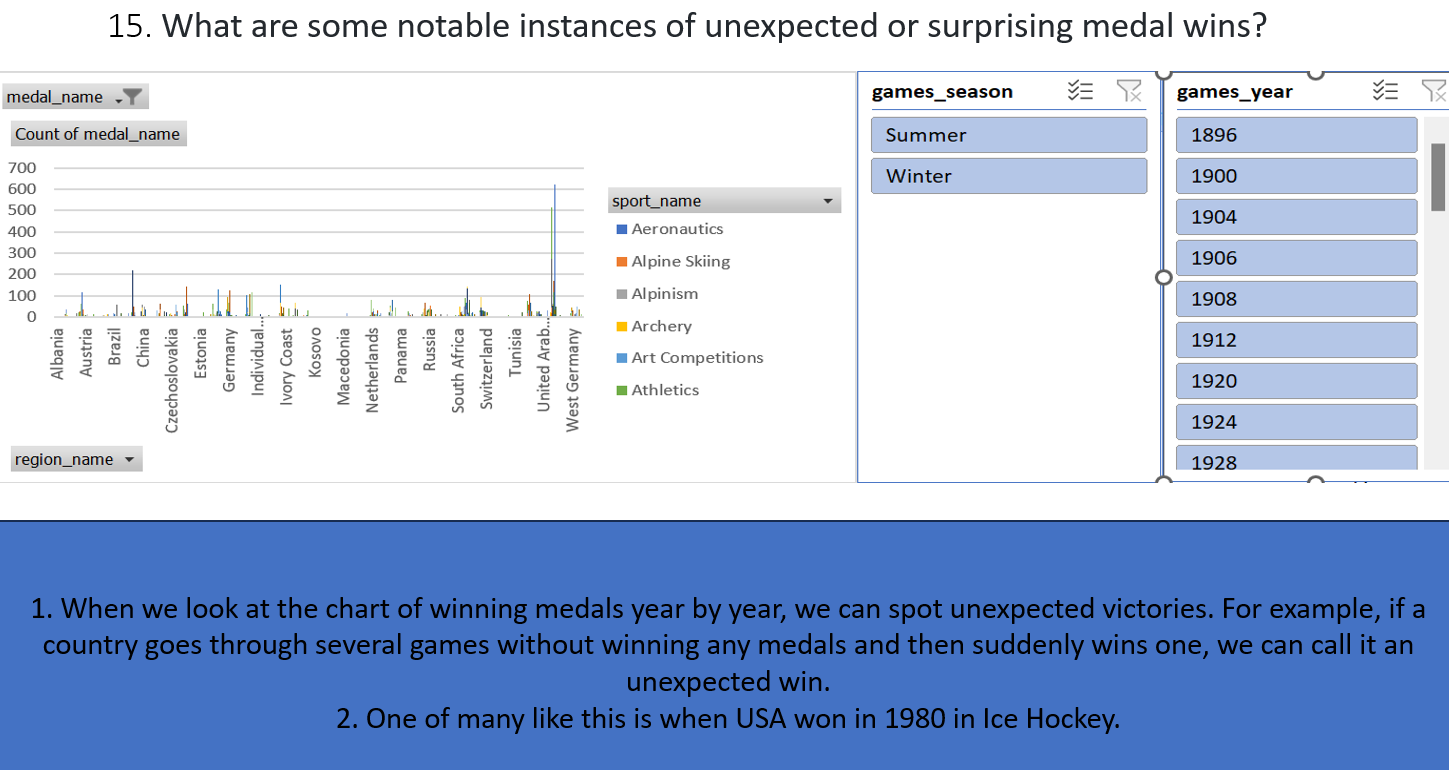 15. What are some notable instances of unexpected or surprising medal wins?
medal_name
Count of medal_name
700
600
500
400
300
200
100
0
Albania
Austria
Brazil
China
Czechoslovakia
Estonia
Germany
Individual...
Ivory Coast
Kosovo
Macedonia
Netherlands
Panama
Russia
South Africa
Switzerland
Tunisia
United Arab...
West Germany
region_name
sport_name
Aeronautics
Alpine Skiing
Alpinism
Archery
Art Competitions
Athletics
games_season
Summer
Winter
games_year
1896
1900
1904
1906
1908
1912
1920
1924
1928
1. When we look at the chart of winning medals year by year, we can spot unexpected victories. For example, if a
country goes through several games without winning any medals and then suddenly wins one, we can call it an
unexpected win.
2. One of many like this is when USA won in 1980 in Ice Hockey.